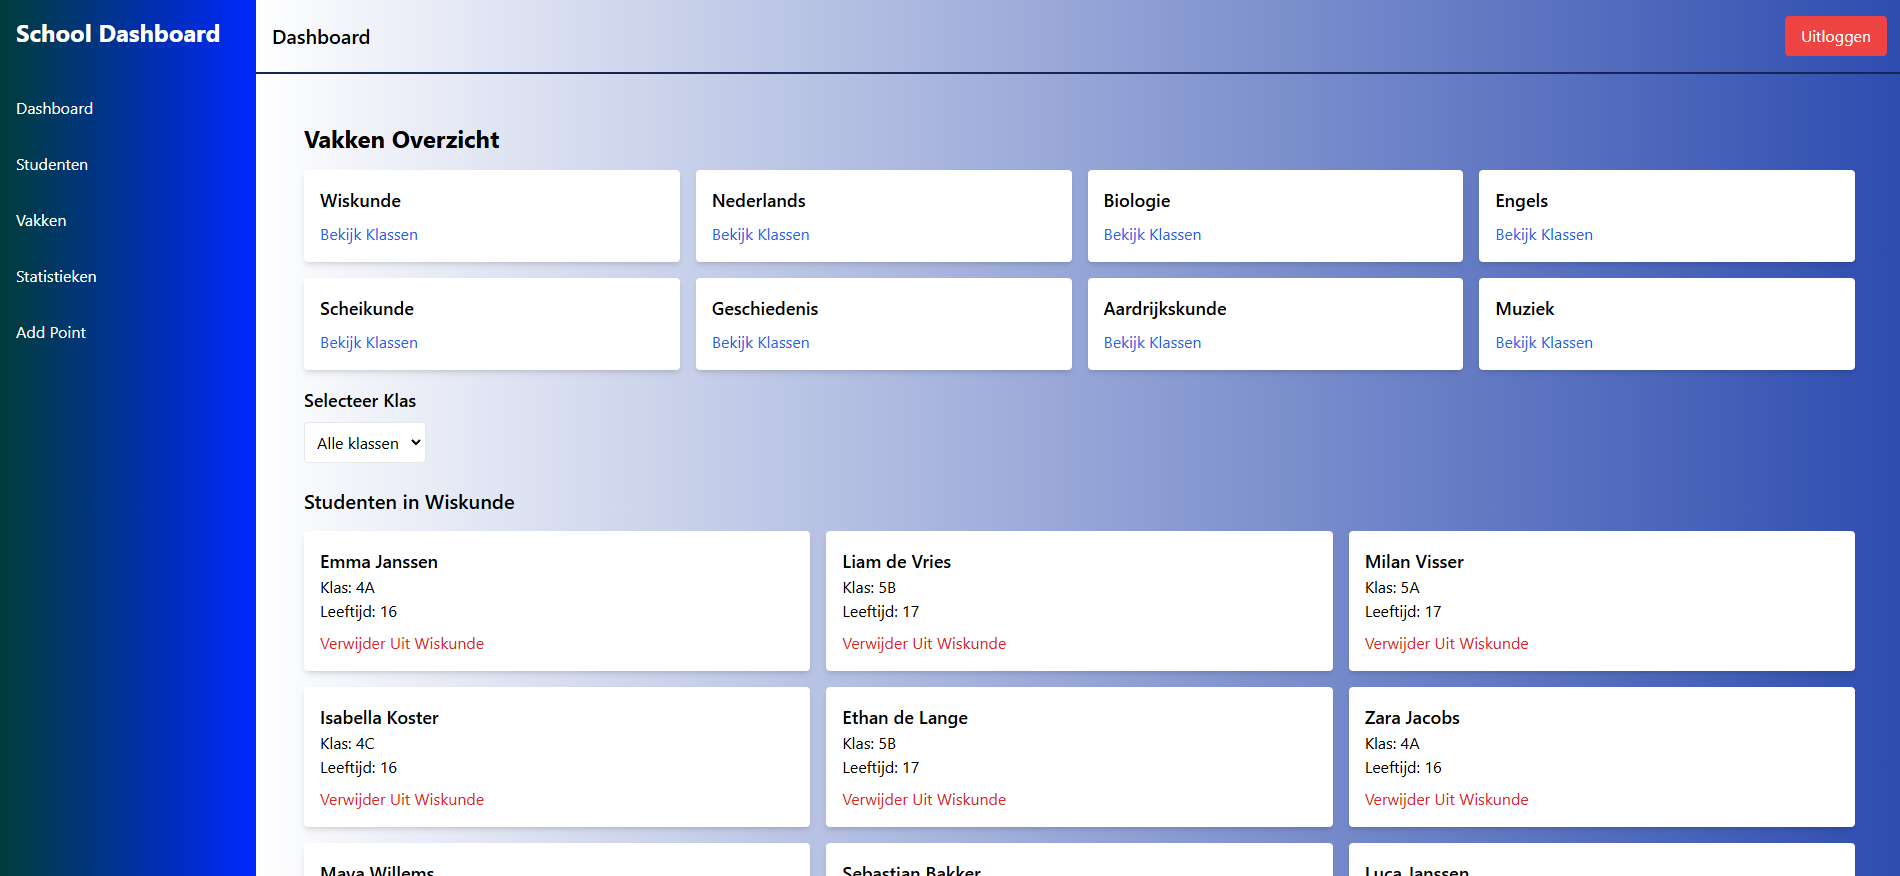 School Dashboard
Dashboard
Studenten
Vakken
Statistieken
Add Point
Dashboard
Uitloggen
Vakken Overzicht
Wiskunde
Bekijk Klassen
Nederlands
Bekijk Klassen
Biologie
Bekijk Klassen
Engels
Bekijk Klassen
Scheikunde
Bekijk Klassen
Geschiedenis
Bekijk Klassen
Aardrijkskunde
Bekijk Klassen
Muziek
Bekijk Klassen
Selecteer Klas
Alle klassen
Studenten in Wiskunde
Emma Janssen
Klas: 4A
Leeftijd: 16
Verwijder Uit Wiskunde
Liam de Vries
Klas: 5B
Leeftijd: 17
Verwijder Uit Wiskunde
Milan Visser
Klas: 5A
Leeftijd: 17
Verwijder Uit Wiskunde
Isabella Koster
Klas: 4C
Leeftijd: 16
Verwijder Uit Wiskunde
Ethan de Lange
Klas: 5B
Leeftijd: 17
Verwijder Uit Wiskunde
Zara Jacobs
Klas: 4A
Leeftijd: 16
Verwijder Uit Wiskunde
Maya Willems
Sebastian Bakker
Luca Janssen